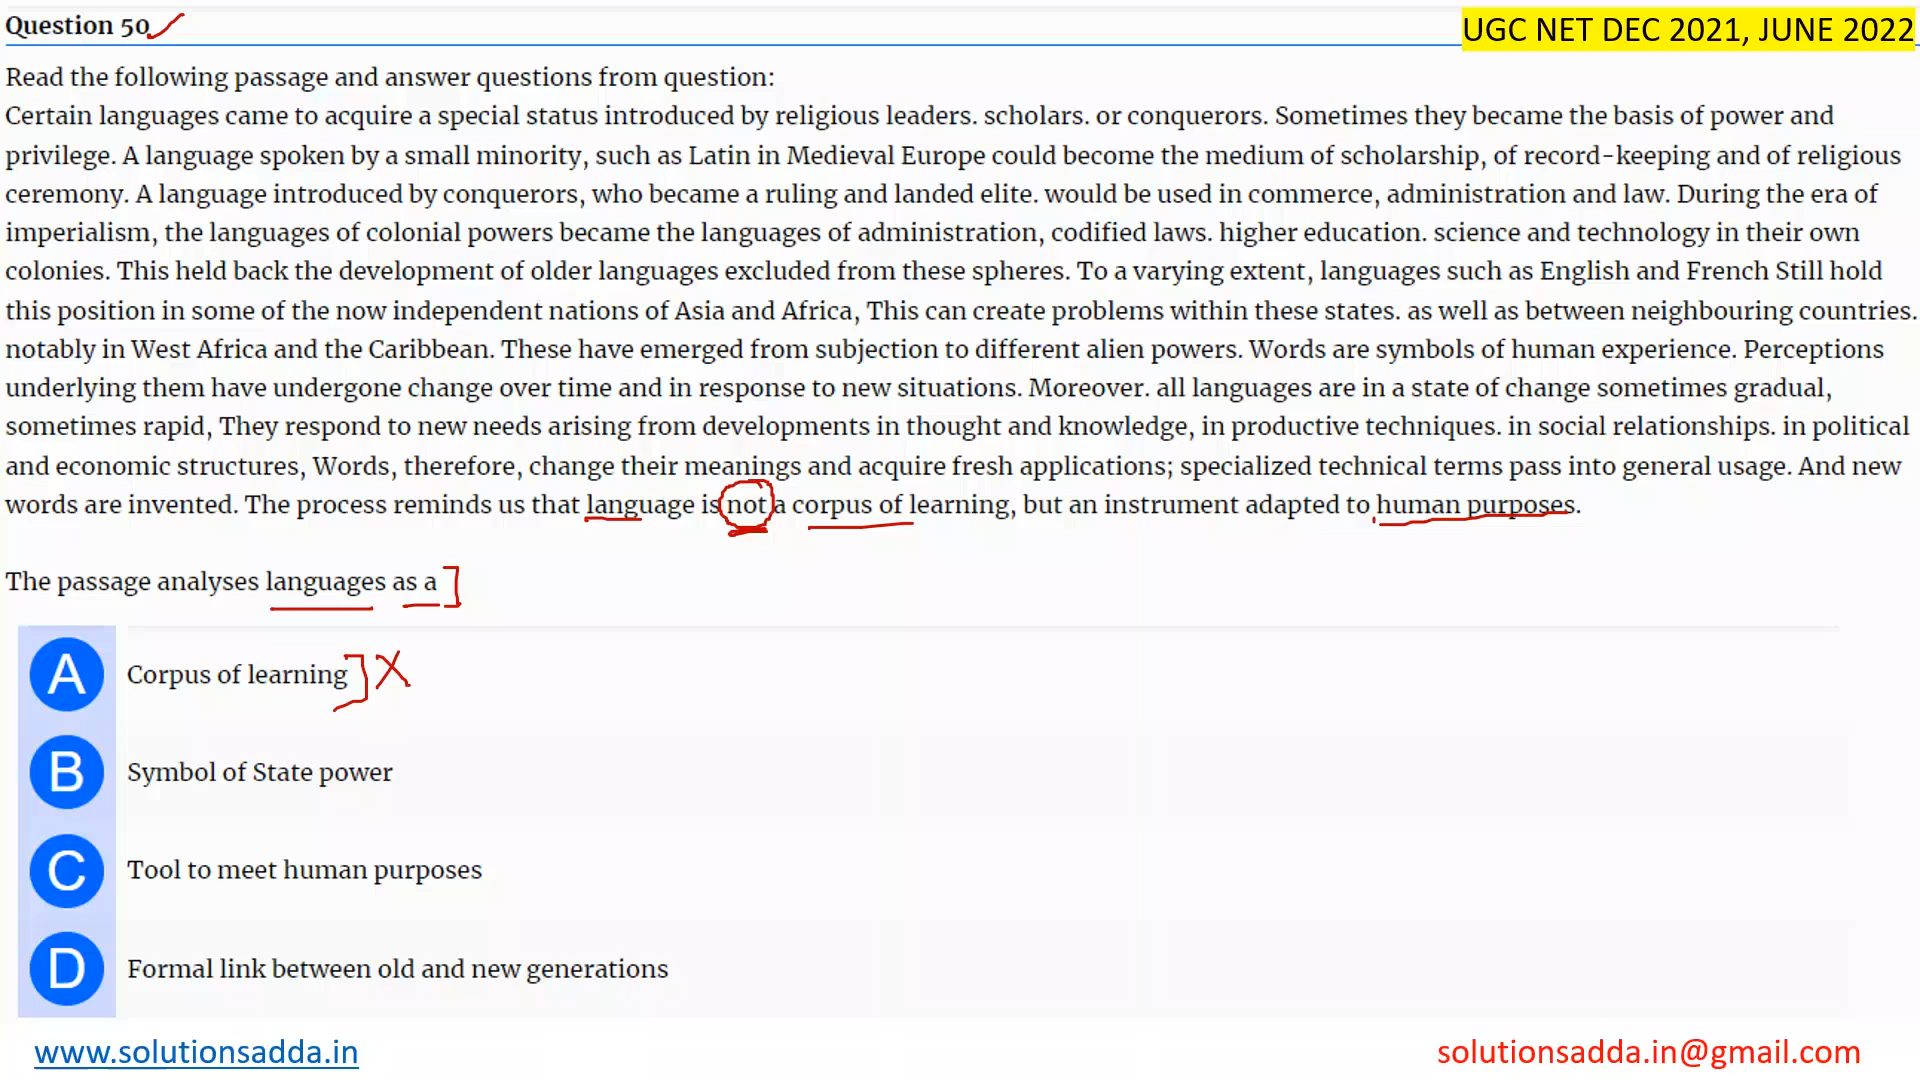 Question 50
UGC NET DEC 2021, JUNE 2022
Read the following passage and answer questions from question:
Certain languages came to acquire a special status introduced by religious leaders. scholars. or conquerors. Sometimes they became the basis of power and
privilege. A language spoken by a small minority, such as Latin in Medieval Europe could become the medium of scholarship, of record-keeping and of religious
ceremony. A language introduced by conquerors, who became a ruling and landed elite. would be used in commerce, administration and law. During the era of
imperialism, the languages of colonial powers became the languages of administration, codified laws. higher education. science and technology in their own
colonies. This held back the development of older languages excluded from these spheres. To a varying extent, languages such as English and French Still hold
this position in some of the now independent nations of Asia and Africa, This can create problems within these states. as well as between neighbouring countries.
notably in West Africa and the Caribbean. These have emerged from subjection to different alien powers. Words are symbols of human experience. Perceptions
underlying them have undergone change over time and in response to new situations. Moreover. all languages are in a state of change sometimes gradual,
sometimes rapid, They respond to new needs arising from developments in thought and knowledge, in productive techniques. in social relationships. in political
and economic structures, Words, therefore, change their meanings and acquire fresh applications; specialized technical terms pass into general usage. And new
words are invented. The process reminds us that language is not a corpus of learning, but an instrument adapted to human purposes.
The passage analyses languages as a
A Corpus of learning
B Symbol of State power
C Tool to meet human purposes
D Formal link between old and new generations
www.solutionsadda.in
solutionsadda.in@gmail.com